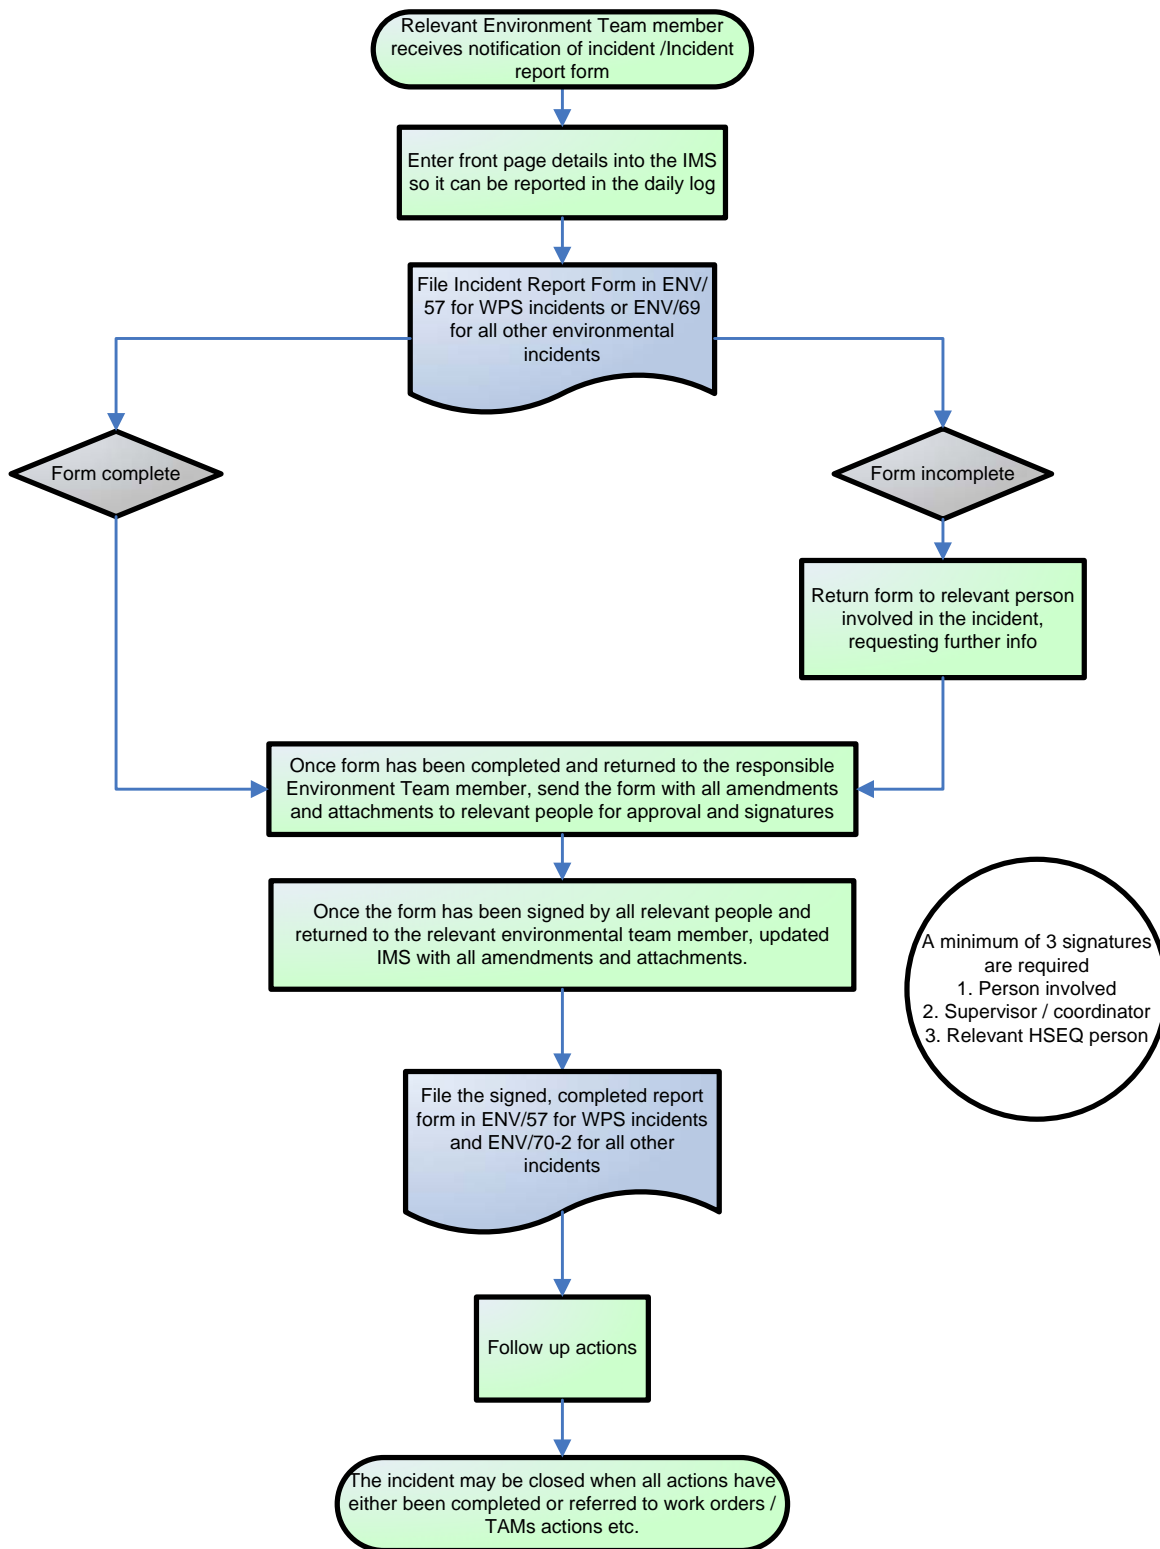 Relevant Environment Team member
receives notification of incident /Incident
report form
Enter front page details into the IMS
so it can be reported in the daily log
File Incident Report Form in ENV/
57 for WPS incidents or ENV/69
for all other environmental
incidents
Form complete
Form incomplete
Return form to relevant person
involved in the incident,
requesting further info
Once form has been completed and returned to the responsible
Environment Team member, send the form with all amendments
and attachments to relevant people for approval and signatures
Once the form has been signed by all relevant people and
returned to the relevant environmental team member, updated
IMS with all amendments and attachments.
A minimum of 3 signatures
are required
1. Person involved
2. Supervisor / coordinator
3. Relevant HSEQ person
File the signed, completed report
form in ENV/57 for WPS incidents
and ENV/70-2 for all other
incidents
Follow up actions
The incident may be closed when all actions have
either been completed or referred to work orders /
TAMs actions etc.